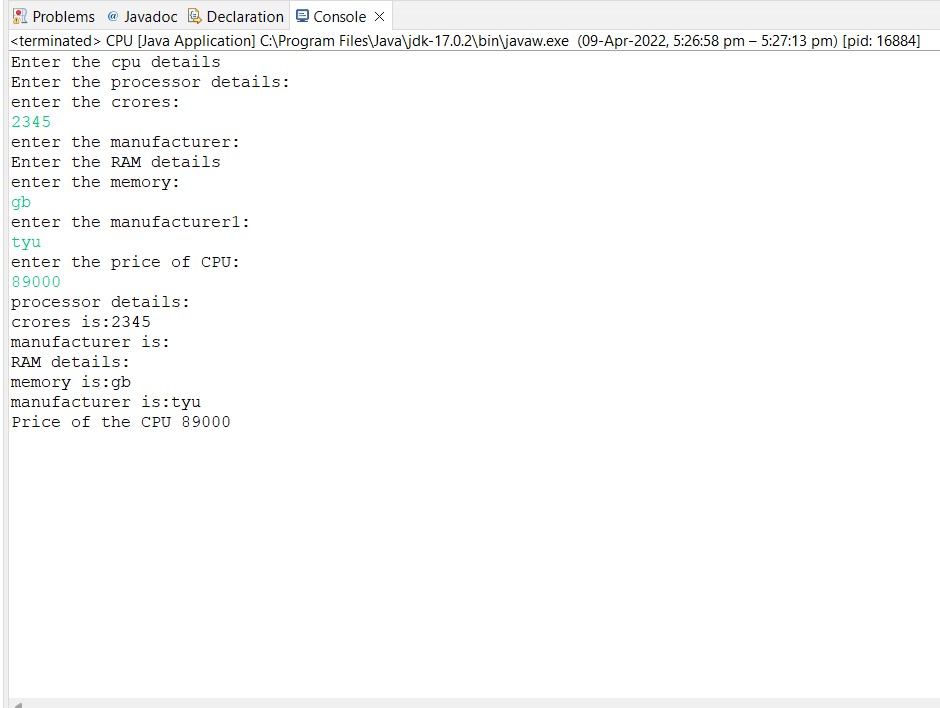 Problems @ Javadoc Declaration Console
<terminated> CPU [Java Application] C:\Program Files\Java\jdk-17.0.2\bin\javaw.exe (09-Apr-2022, 5:26:58 pm – 5:27:13 pm) [pid: 16884]
Enter the cpu details
Enter the processor details:
enter the crores:
2345
enter the manufacturer:
Enter the RAM details
enter the memory:
gb
enter the manufacturer1:
tyu
enter the price of CPU:
89000
processor details:
crores is:2345
manufacturer is:
RAM details:
memory is:gb
manufacturer is:tyu
Price of the CPU 89000